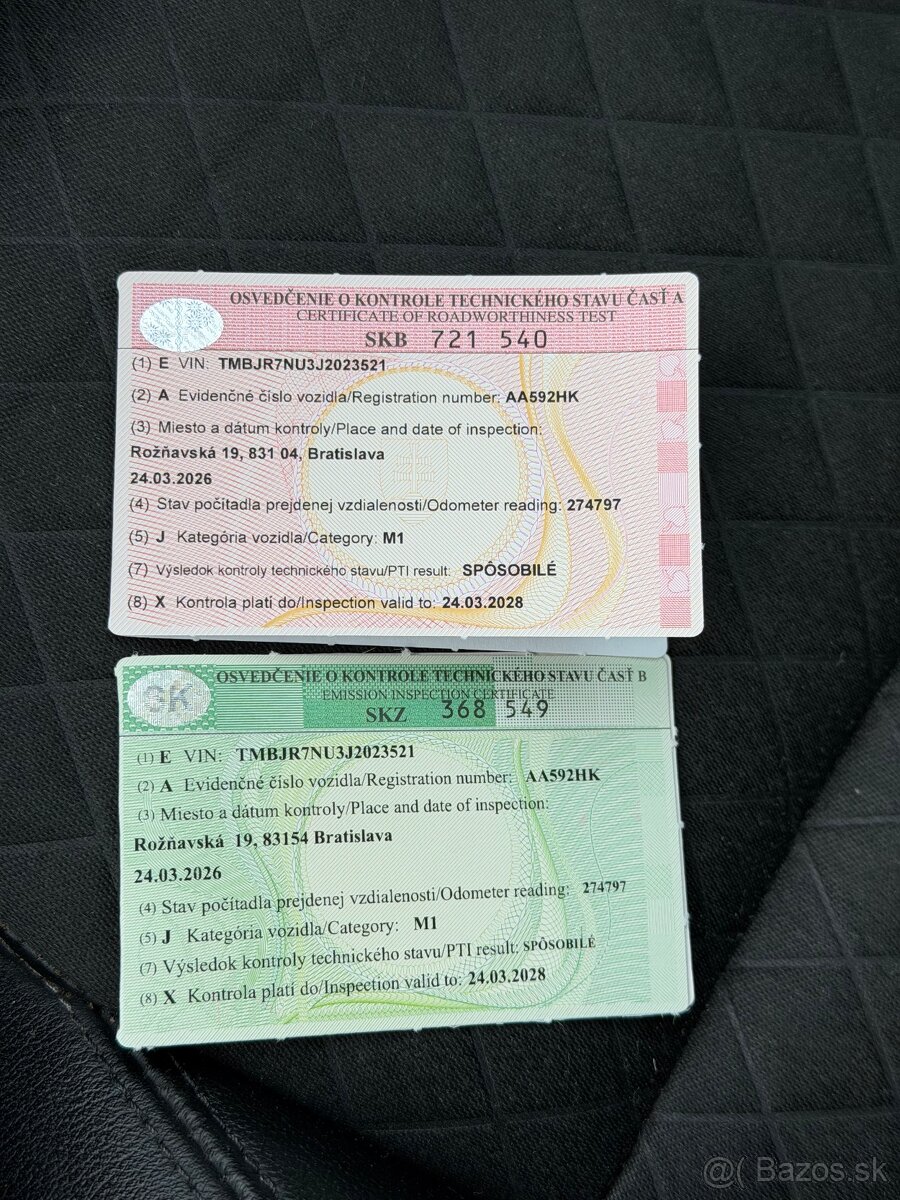 OSVEDČENIE O KONTROLE TECHNICKÉHO STAVU ČASŤ A
CERTIFICATE OF ROADWORTHINESS TEST
SKB 721 540
(1) E VIN: TMBJR7NU3J2023521
(2) A Evidenčné číslo vozidla/Registration number: AA592HK
(3) Miesto a dátum kontroly/Place and date of inspection:
Rožňavská 19, 831 04, Bratislava
24.03.2026
(4) Stav počítadla prejdenej vzdialenosti/Odometer reading: 274797
(5) J Kategória vozidla/Category: M1
(7) Výsledok kontroly technického stavu/PTI result: SPÔSOBILÉ
(8) X Kontrola platí do/Inspection valid to: 24.03.2028
SK
OSVEDČENIE O KONTROLE TECHNICKÉHO STAVU ČASŤ B
EMISSION INSPECTION CERTIFICATE
SKZ 368 549
(1) E VIN: TMBJR7NU3J2023521
(2) A Evidenčné číslo vozidla/Registration number: AA592HK
(3) Miesto a dátum kontroly/Place and date of inspection:
Rožňavská 19, 83154 Bratislava
24.03.2026
(4) Stav počítadla prejdenej vzdialenosti/Odometer reading: 274797
(5) J Kategória vozidla/Category: M1
(7) Výsledok kontroly technického stavu/PTI result: SPÔSOBILÉ
(8) X Kontrola platí do/Inspection valid to: 24.03.2028
@( Bazos.sk